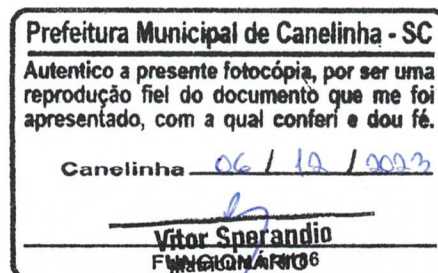 Prefeitura Municipal de Canelinha - SC
Autentico a presente fotocópia, por ser uma
reprodução fiel do documento que me foi
apresentado, com a qual conferi e dou fé.
Canelinha 06 / 12 / 2023
Vitor Sperandio
FUNCIONÁRIO